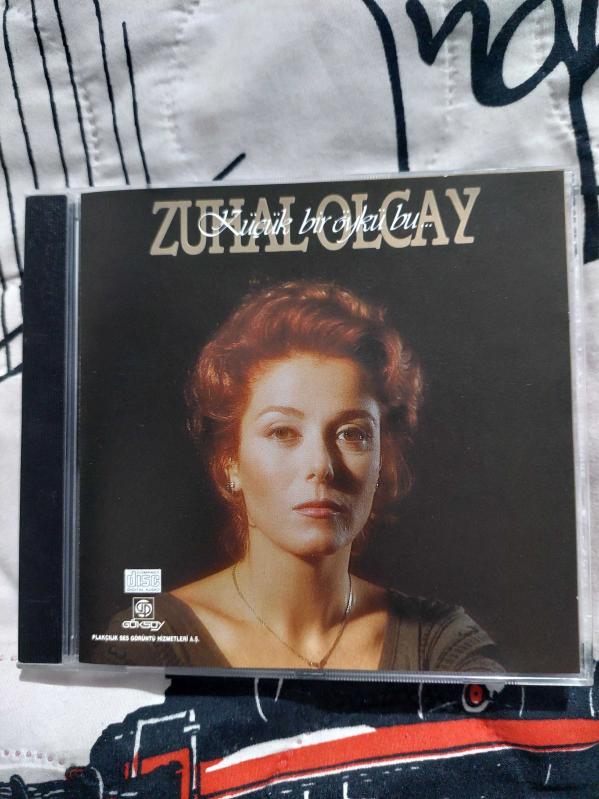 ZUHAL OLCAY
Küçük bir öykü bu...
COMPACT
disc
DIGITAL AUDIO
GÖKSOY
PLAKÇILIK SES GÖRÜNTÜ HİZMETLERİ A.Ş.